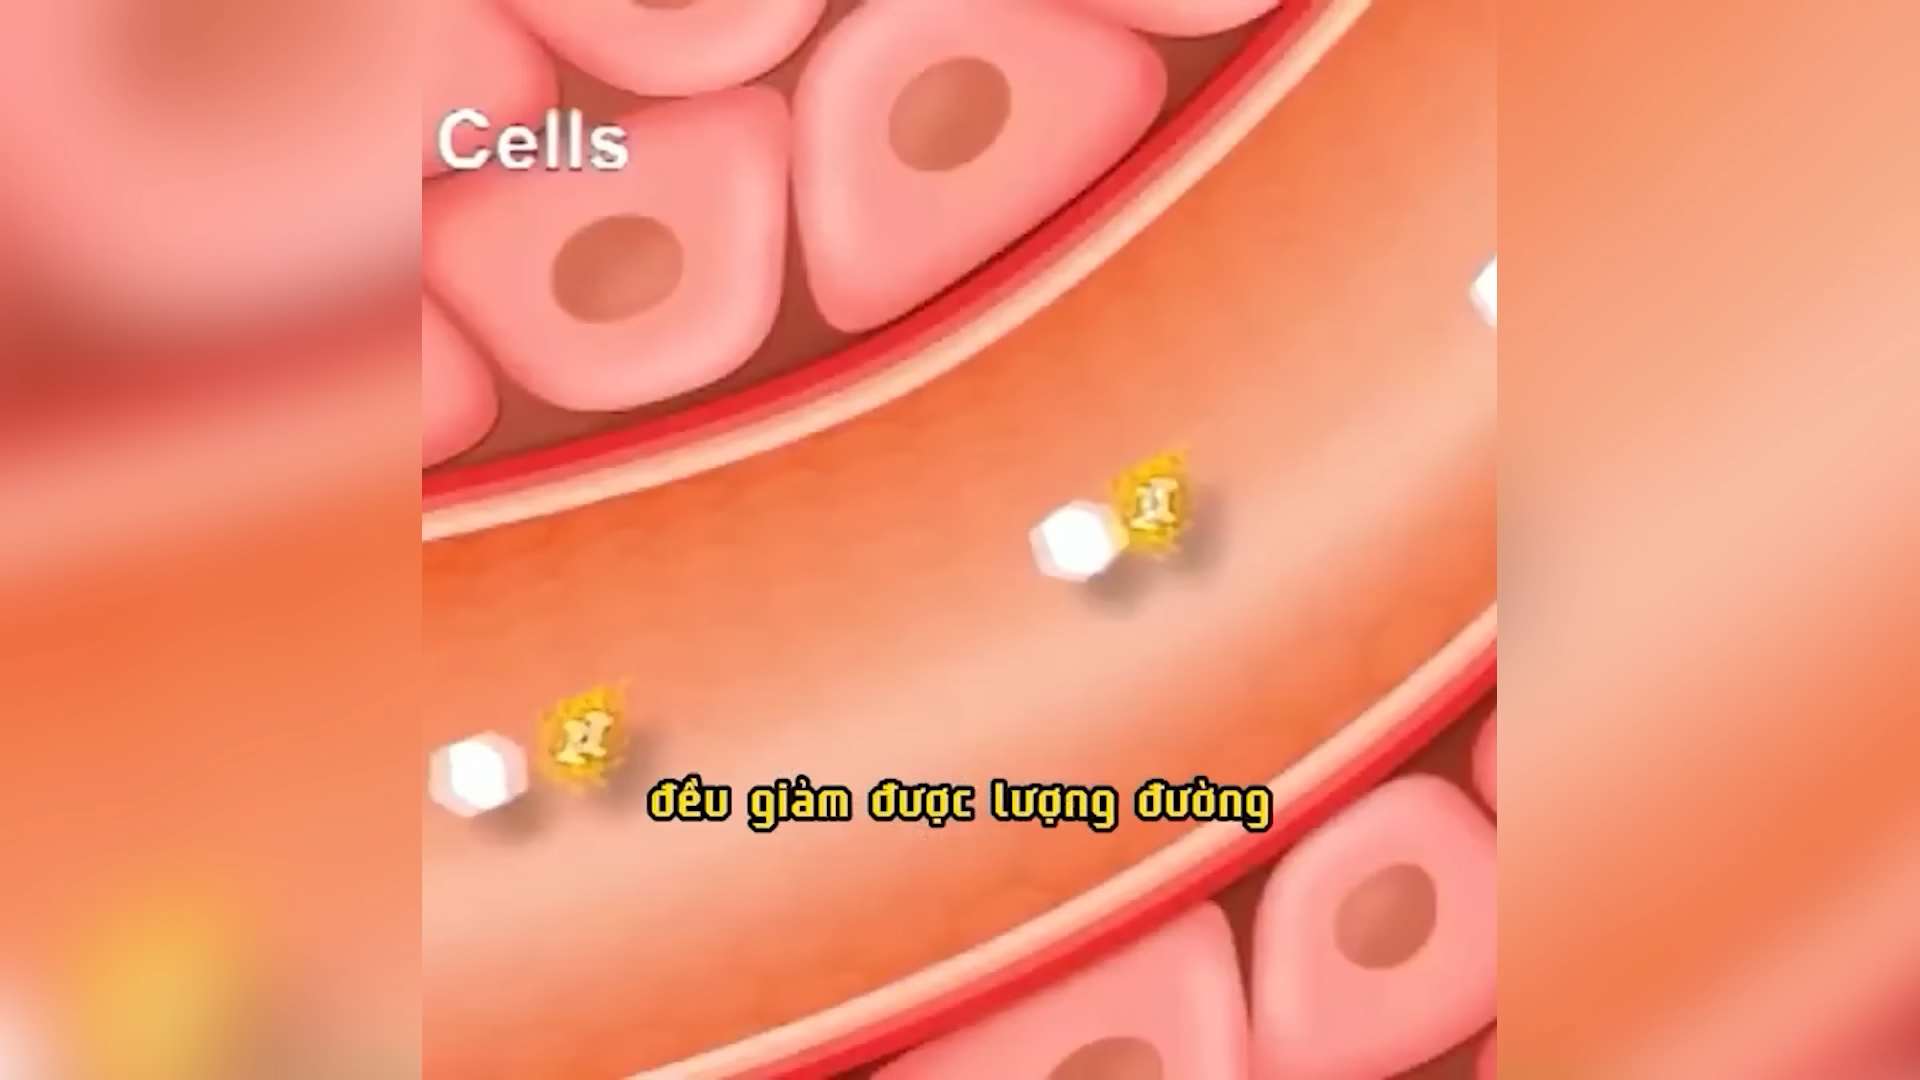 Cells
đều giảm được lượng đường